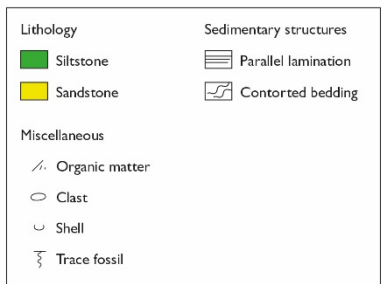 Lithology
Siltstone
Sandstone
Miscellaneous
Organic matter
Clast
Shell
Trace fossil
Sedimentary structures
Parallel lamination
Contorted bedding